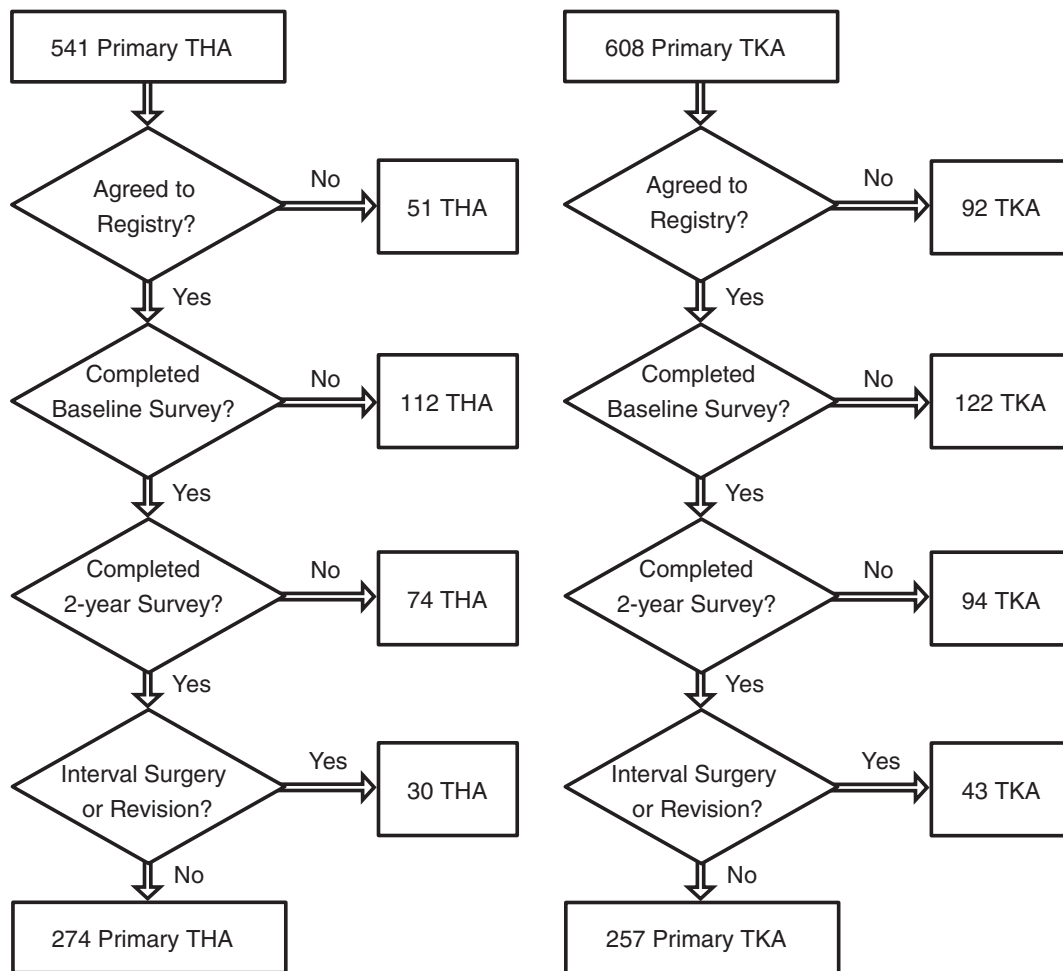 541 Primary THA
Agreed to
Registry?
No
51 THA
Yes
Completed
Baseline Survey?
No
112 THA
Yes
Completed
2-year Survey?
No
74 THA
Yes
Interval Surgery
or Revision?
Yes
30 THA
No
274 Primary THA
608 Primary TKA
Agreed to
Registry?
No
92 TKA
Yes
Completed
Baseline Survey?
No
122 TKA
Yes
Completed
2-year Survey?
No
94 TKA
Yes
Interval Surgery
or Revision?
Yes
43 TKA
No
257 Primary TKA